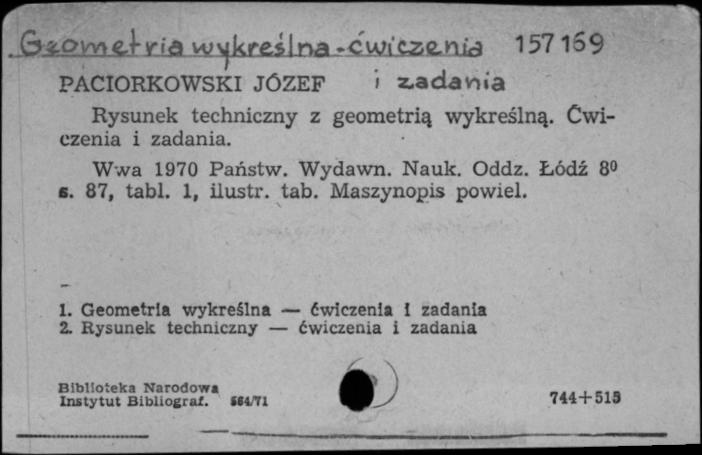 Geometria wykreślna - ćwiczenia 157169
PACIORKOWSKI JÓZEF i zadania
Rysunek techniczny z geometrią wykreślną. Ćwi-
czenia i zadania.
W-wa 1970 Państw. Wydawn. Nauk. Oddz. Łódź 8⁰
s. 87, tabl. 1, ilustr. tab. Maszynopis powiel.
1. Geometria wykreślna — ćwiczenia i zadania
2. Rysunek techniczny — ćwiczenia i zadania
Biblioteka Narodowa
Instytut Bibliograf. 564/71
744+515